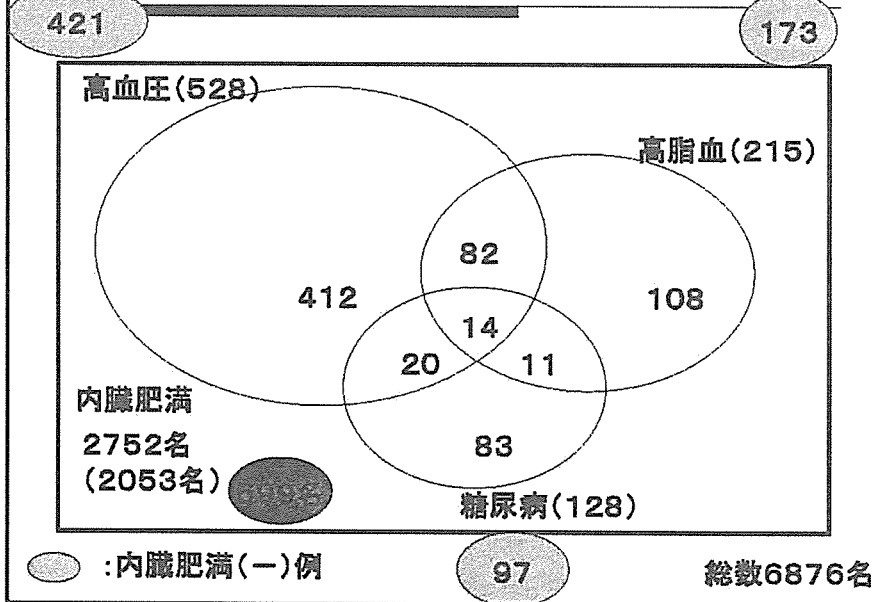 421
173
高血圧(528)
高脂血(215)
82
412
108
14
20
11
内臓肥満
2752名
(2053名)
83
糖尿病(128)
:内臓肥満(-)例
97
総数6876名